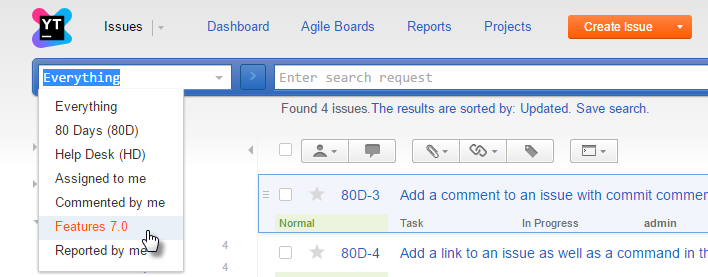 YT
Issues Dashboard Agile Boards Reports Projects Create Issue
Everything Enter search request
Found 4 issues.The results are sorted by: Updated. Save search.
Everything
80 Days (80D)
Help Desk (HD)
Assigned to me
Commented by me
Features 7.0
Reported by me
80D-3 Add a comment to an issue with commit commen
Normal Task In Progress admin
4 80D-4 Add a link to an issue as well as a command in th
4